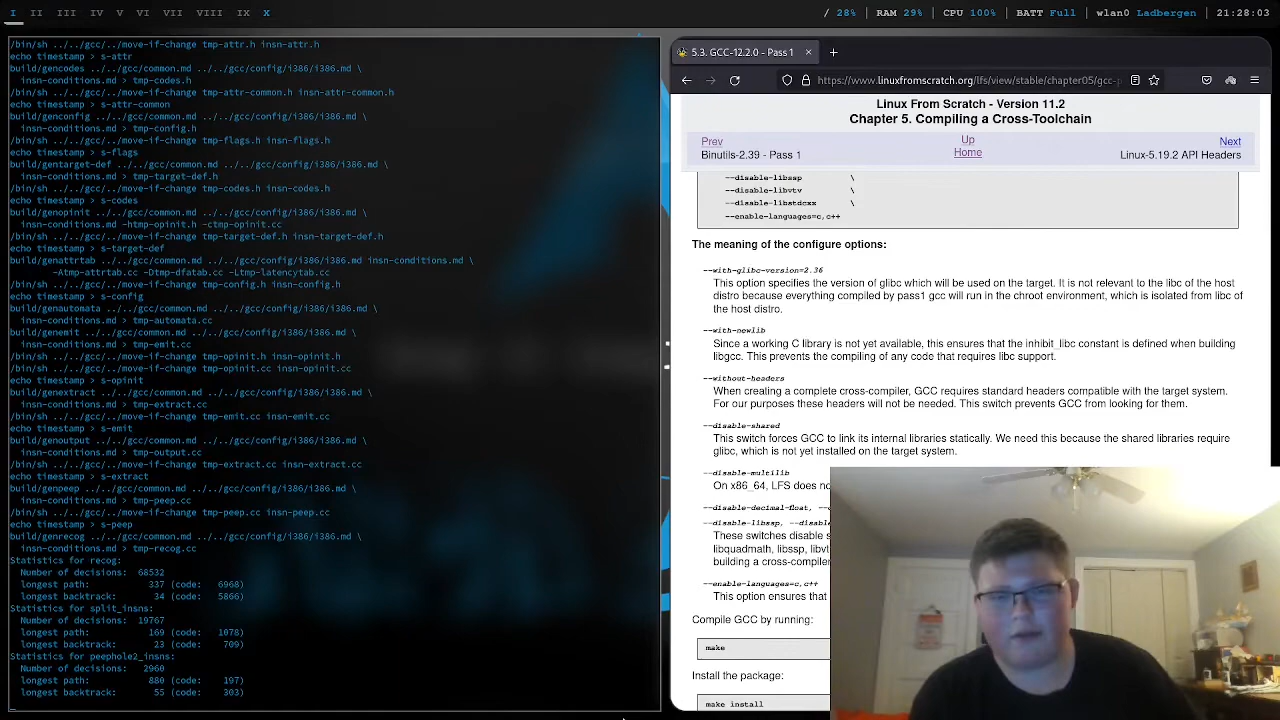 I II III IV V VI VII VIII IX X
/ 28% RAM 29% CPU 100% BATT Full wlan0 Ladbergen 21:28:03
/bin/sh ../../gcc/../move-if-change tmp-attr.h insn-attr.h
echo timestamp > s-attr
build/gencodes ../../gcc/common.md ../../gcc/config/i386/i386.md \
insn-conditions.md > tmp-codes.h
/bin/sh ../../gcc/../move-if-change tmp-attr-common.h insn-attr-common.h
echo timestamp > s-attr-common
build/genconfig ../../gcc/common.md ../../gcc/config/i386/i386.md \
insn-conditions.md > tmp-config.h
/bin/sh ../../gcc/../move-if-change tmp-flags.h insn-flags.h
echo timestamp > s-flags
build/gentarget-def ../../gcc/common.md ../../gcc/config/i386/i386.md \
insn-conditions.md > tmp-target-def.h
/bin/sh ../../gcc/../move-if-change tmp-codes.h insn-codes.h
echo timestamp > s-codes
build/genopinit ../../gcc/common.md ../../gcc/config/i386/i386.md \
insn-conditions.md -htmp-opinit.h -ctmp-opinit.cc
/bin/sh ../../gcc/../move-if-change tmp-target-def.h insn-target-def.h
echo timestamp > s-target-def
build/genattrtab ../../gcc/common.md ../../gcc/config/i386/i386.md insn-conditions.md \
-Atmp-attrtab.cc -Dtmp-dfatab.cc -Ltmp-latencytab.cc
/bin/sh ../../gcc/../move-if-change tmp-config.h insn-config.h
echo timestamp > s-config
build/genautomata ../../gcc/common.md ../../gcc/config/i386/i386.md \
insn-conditions.md > tmp-automata.cc
build/genemit ../../gcc/common.md ../../gcc/config/i386/i386.md \
insn-conditions.md > tmp-emit.cc
/bin/sh ../../gcc/../move-if-change tmp-opinit.h insn-opinit.h
/bin/sh ../../gcc/../move-if-change tmp-opinit.cc insn-opinit.cc
echo timestamp > s-opinit
build/genextract ../../gcc/common.md ../../gcc/config/i386/i386.md \
insn-conditions.md > tmp-extract.cc
/bin/sh ../../gcc/../move-if-change tmp-emit.cc insn-emit.cc
echo timestamp > s-emit
build/genoutput ../../gcc/common.md ../../gcc/config/i386/i386.md \
insn-conditions.md > tmp-output.cc
/bin/sh ../../gcc/../move-if-change tmp-extract.cc insn-extract.cc
echo timestamp > s-extract
build/genpeep ../../gcc/common.md ../../gcc/config/i386/i386.md \
insn-conditions.md > tmp-peep.cc
/bin/sh ../../gcc/../move-if-change tmp-peep.cc insn-peep.cc
echo timestamp > s-peep
build/genrecog ../../gcc/common.md ../../gcc/config/i386/i386.md \
insn-conditions.md > tmp-recog.cc
Statistics for recog:
Number of decisions: 68532
longest path: 337 (code: 6968)
longest backtrack: 34 (code: 5866)
Statistics for split_insns:
Number of decisions: 19767
longest path: 169 (code: 1078)
longest backtrack: 23 (code: 709)
Statistics for peephole2_insns:
Number of decisions: 2960
longest path: 880 (code: 197)
longest backtrack: 55 (code: 303)
5.3. GCC-12.2.0 - Pass 1
https://www.linuxfromscratch.org/lfs/view/stable/chapter05/gcc-p
Linux From Scratch - Version 11.2
Chapter 5. Compiling a Cross-Toolchain
Prev Up Next
Binutils-2.39 - Pass 1 Home Linux-5.19.2 API Headers
--disable-libssp \
--disable-libvtv \
--disable-libstdcxx \
--enable-languages=c,c++
The meaning of the configure options:
--with-glibc-version=2.36
This option specifies the version of glibc which will be used on the target. It is not relevant to the libc of the host
distro because everything compiled by pass1 gcc will run in the chroot environment, which is isolated from libc of
the host distro.
--with-newlib
Since a working C library is not yet available, this ensures that the inhibit_libc constant is defined when building
libgcc. This prevents the compiling of any code that requires libc support.
--without-headers
When creating a complete cross-compiler, GCC requires standard headers compatible with the target system.
For our purposes these headers will not be needed. This switch prevents GCC from looking for them.
--disable-shared
This switch forces GCC to link its internal libraries statically. We need this because the shared libraries require
glibc, which is not yet installed on the target system.
--disable-multilib
On x86_64, LFS does no
--disable-decimal-float, --
--disable-libssp, --disable
These switches disable s
libquadmath, libssp, libvt
building a cross-compiler
--enable-languages=c,c++
This option ensures that
Compile GCC by running:
make
Install the package:
make install